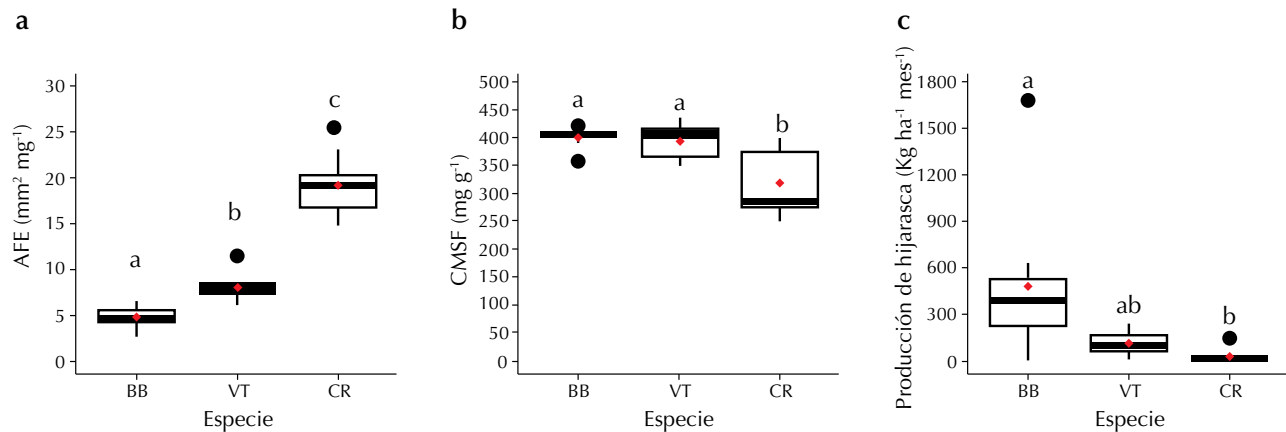 a
AFE (mm² mg⁻¹)
30
25
20
15
10
5
0
a
b
c
BB
VT
CR
Especie
b
CMSF (mg g⁻¹)
500
450
400
350
300
250
200
150
100
50
0
a
a
b
BB
VT
CR
Especie
c
Producción de hijarasca (Kg ha⁻¹ mes⁻¹)
1800
1500
1200
900
600
300
0
a
ab
b
BB
VT
CR
Especie